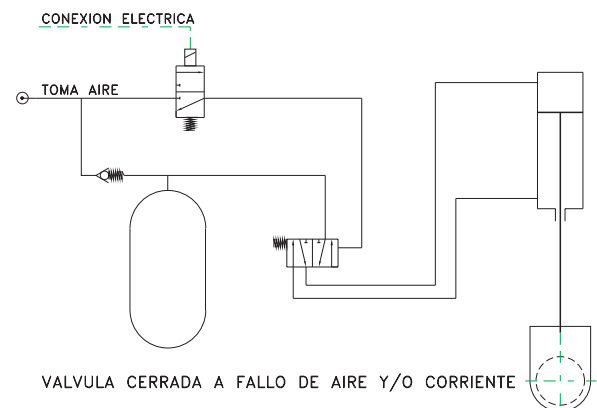 CONEXION ELECTRICA
TOMA AIRE
VALVULA CERRADA A FALLO DE AIRE Y/O CORRIENTE